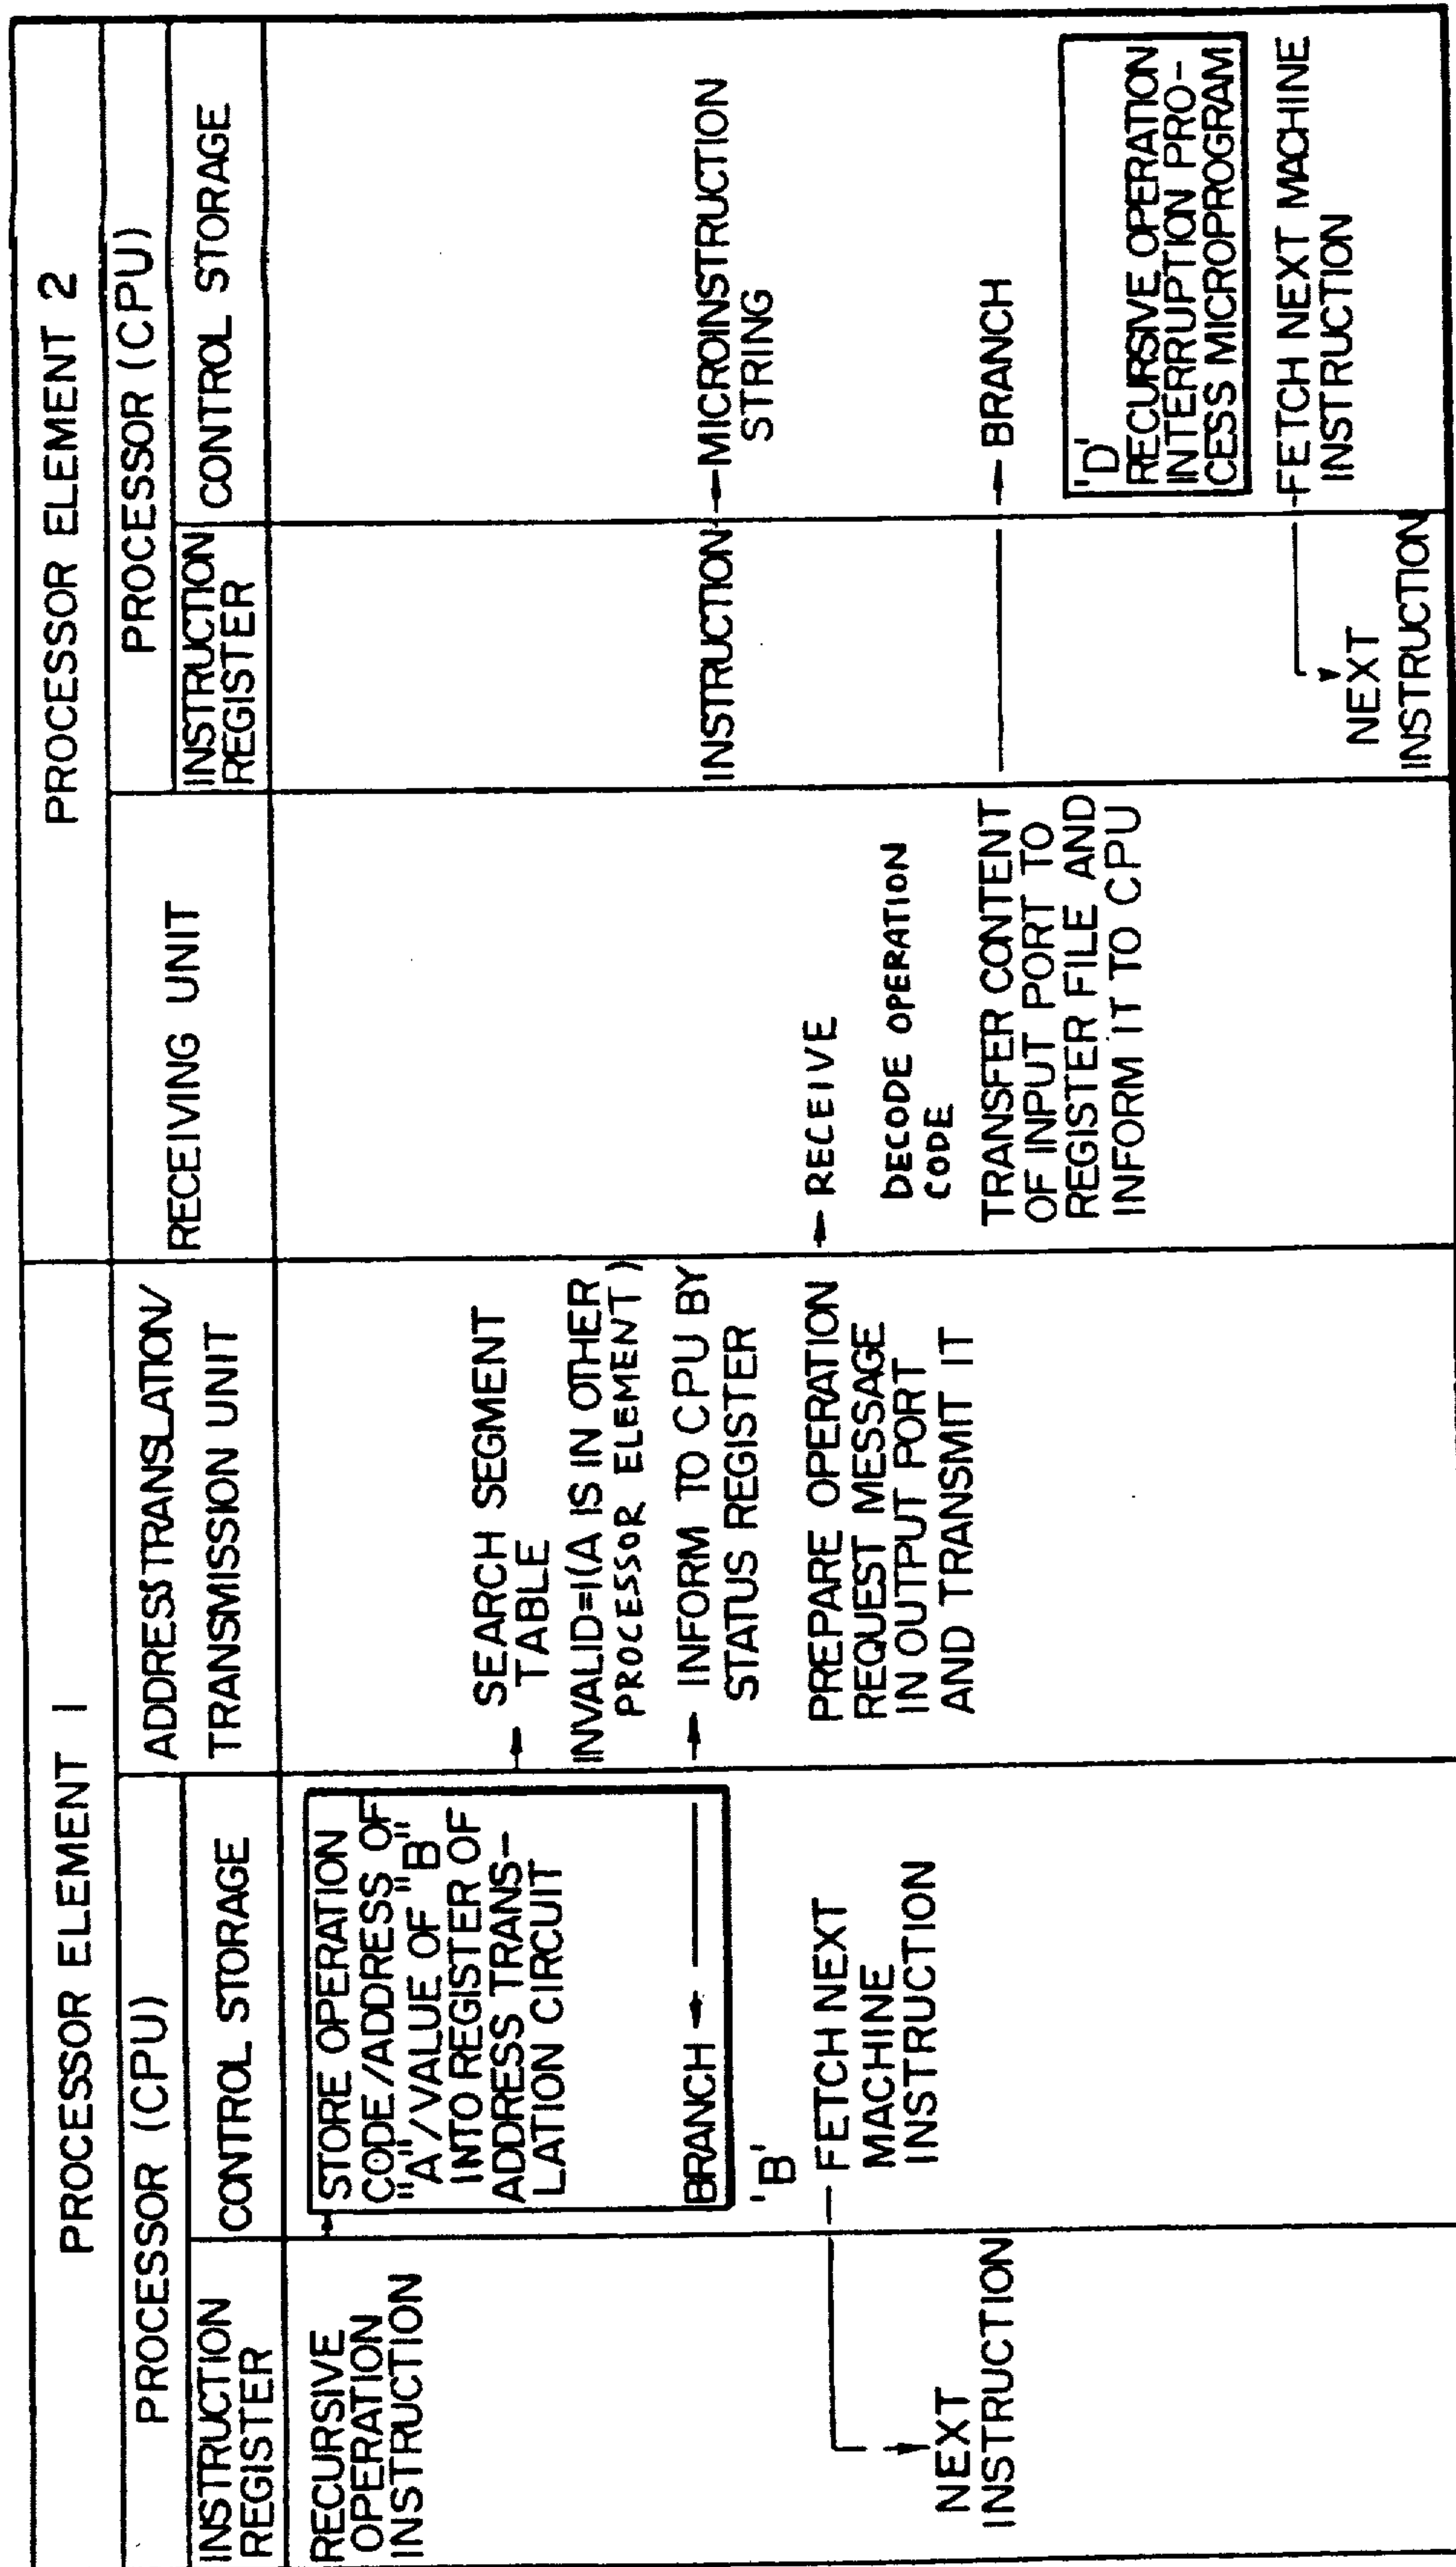 PROCESSOR ELEMENT 1
PROCESSOR ELEMENT 2
PROCESSOR (CPU)
ADDRESS TRANSLATION/
TRANSMISSION UNIT
RECEIVING UNIT
PROCESSOR (CPU)
INSTRUCTION
REGISTER
CONTROL STORAGE
INSTRUCTION
REGISTER
CONTROL STORAGE
RECURSIVE
OPERATION
INSTRUCTION
STORE OPERATION
CODE/ADDRESS OF
"A"/VALUE OF "B"
INTO REGISTER OF
ADDRESS TRANS-
LATION CIRCUIT
SEARCH SEGMENT
TABLE
INVALID=1(A IS IN OTHER
PROCESSOR ELEMENT)
BRANCH
INFORM TO CPU BY
STATUS REGISTER
INSTRUCTION
MICROINSTRUCTION
STRING
'B'
FETCH NEXT
MACHINE
INSTRUCTION
NEXT
INSTRUCTION
PREPARE OPERATION
REQUEST MESSAGE
IN OUTPUT PORT
AND TRANSMIT IT
RECEIVE
DECODE OPERATION
CODE
TRANSFER CONTENT
OF INPUT PORT TO
REGISTER FILE AND
INFORM IT TO CPU
BRANCH
'D'
RECURSIVE OPERATION
INTERRUPTION PRO-
CESS MICROPROGRAM
FETCH NEXT MACHINE
INSTRUCTION
NEXT
INSTRUCTION